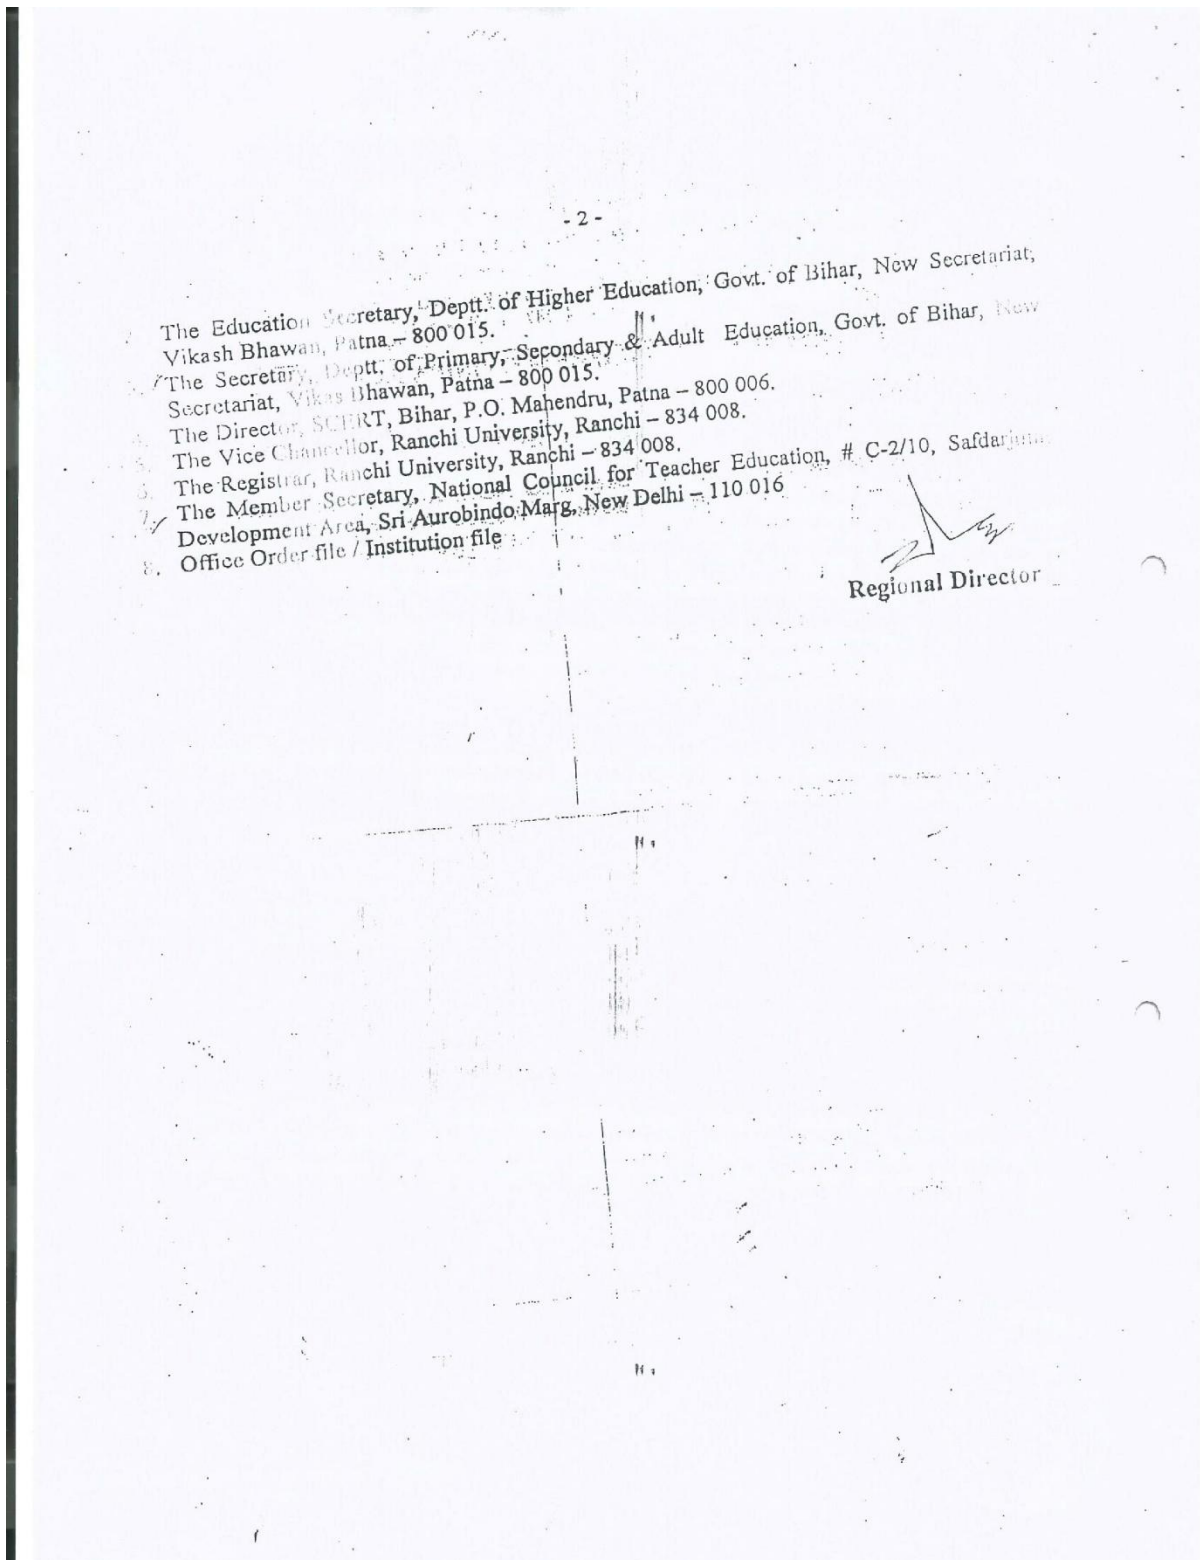 - 2 -
The Education Secretary, Deptt. of Higher Education, Govt. of Bihar, New Secretariat,
Vikash Bhawan, Patna – 800 015.
The Secretary, Deptt. of Primary, Secondary & Adult Education, Govt. of Bihar, New
Secretariat, Vikas Bhawan, Patna – 800 015.
4. The Director, SCERT, Bihar, P.O. Mahendru, Patna – 800 006.
5. The Vice Chancellor, Ranchi University, Ranchi – 834 008.
6. The Registrar, Ranchi University, Ranchi – 834 008.
7. The Member Secretary, National Council for Teacher Education, # C-2/10, Safdarjung
Development Area, Sri Aurobindo Marg, New Delhi – 110 016
8. Office Order file / Institution file
Regional Director